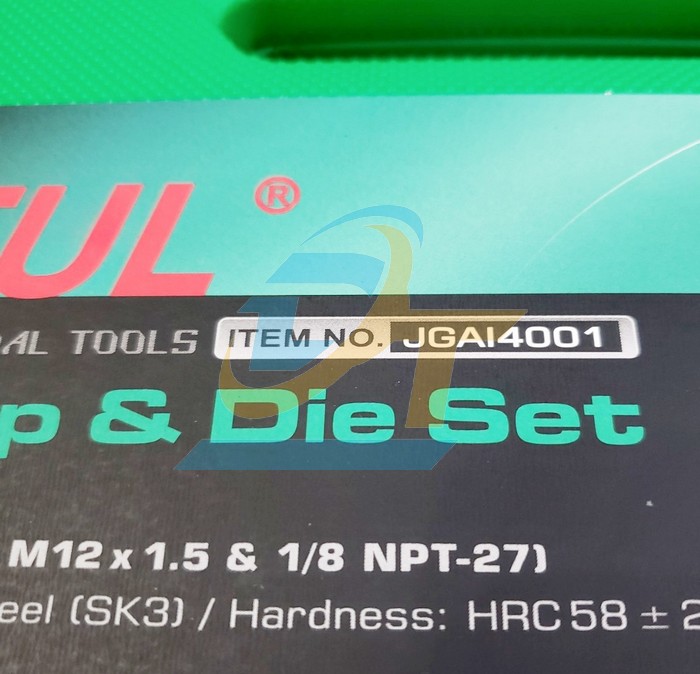 TUL ®
RAL TOOLS ITEM NO. JGAI4001
p & Die Set
M12 x 1.5 & 1/8 NPT-27)
eel (SK3) / Hardness: HRC 58 ± 2